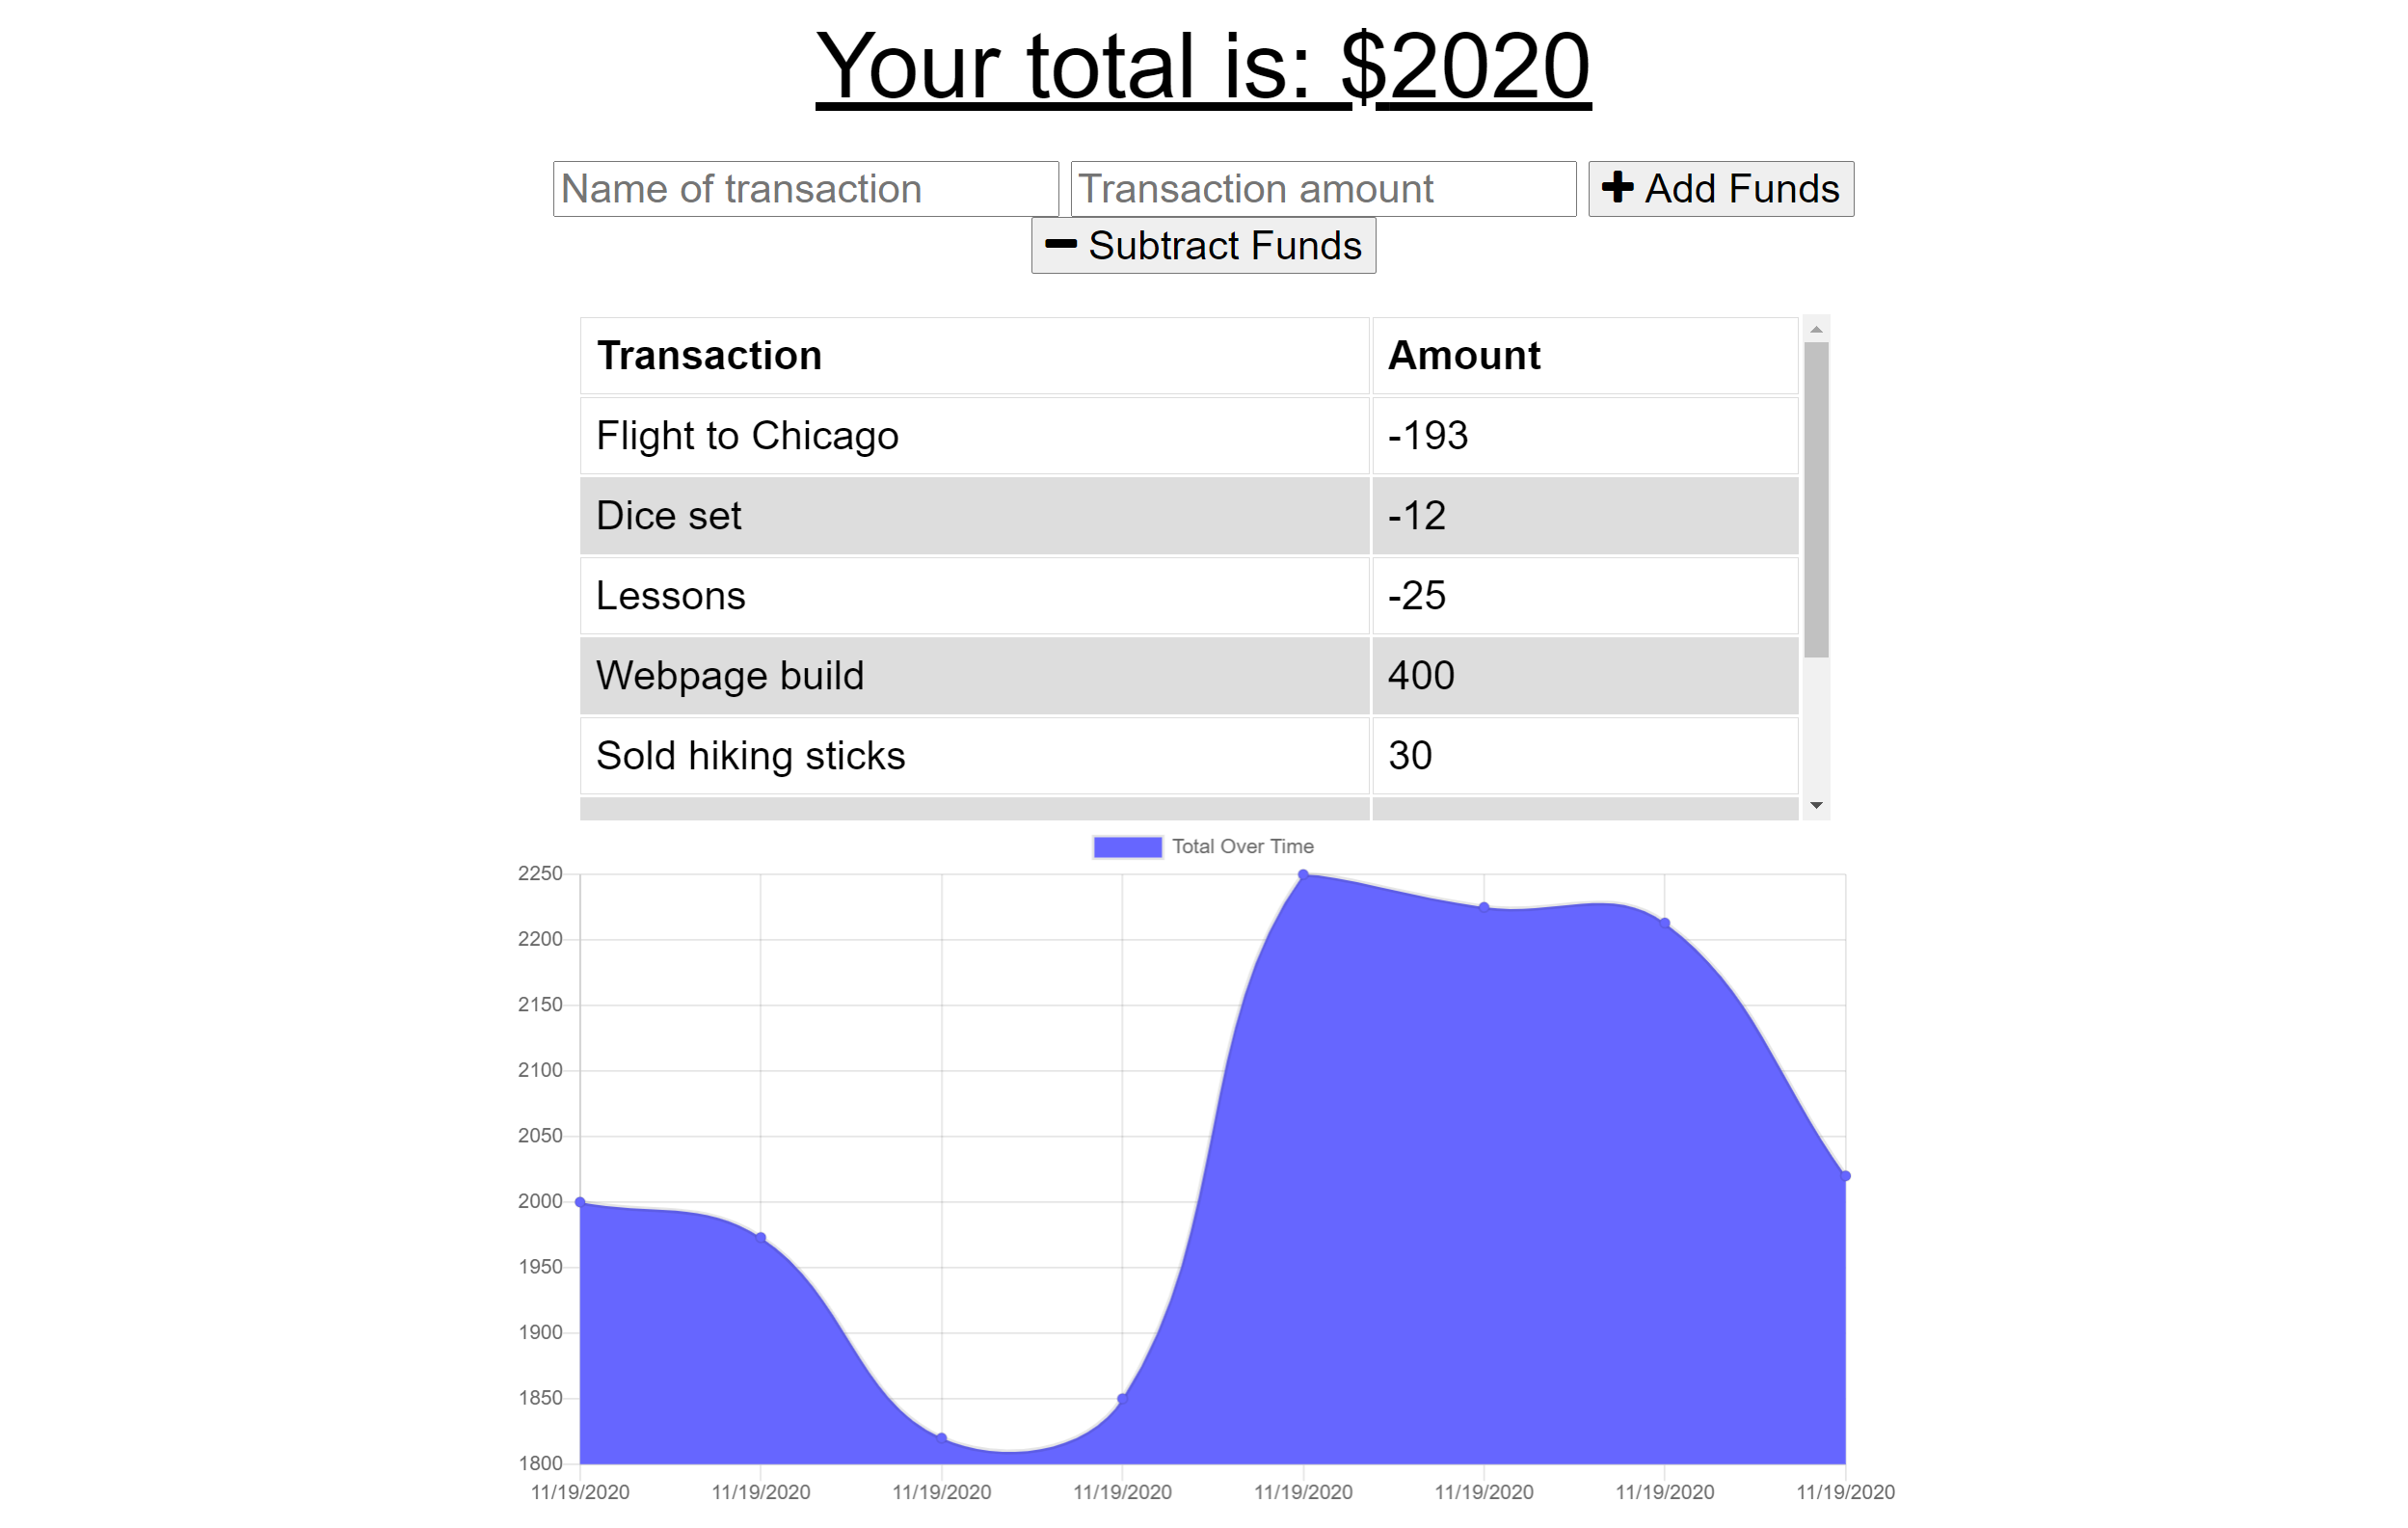 Your total is: $2020
Name of transaction Transaction amount Add Funds
Subtract Funds
Transaction Amount
Flight to Chicago -193
Dice set -12
Lessons -25
Webpage build 400
Sold hiking sticks 30
Total Over Time
2250
2200
2150
2100
2050
2000
1950
1900
1850
1800
11/19/2020 11/19/2020 11/19/2020 11/19/2020 11/19/2020 11/19/2020 11/19/2020 11/19/2020